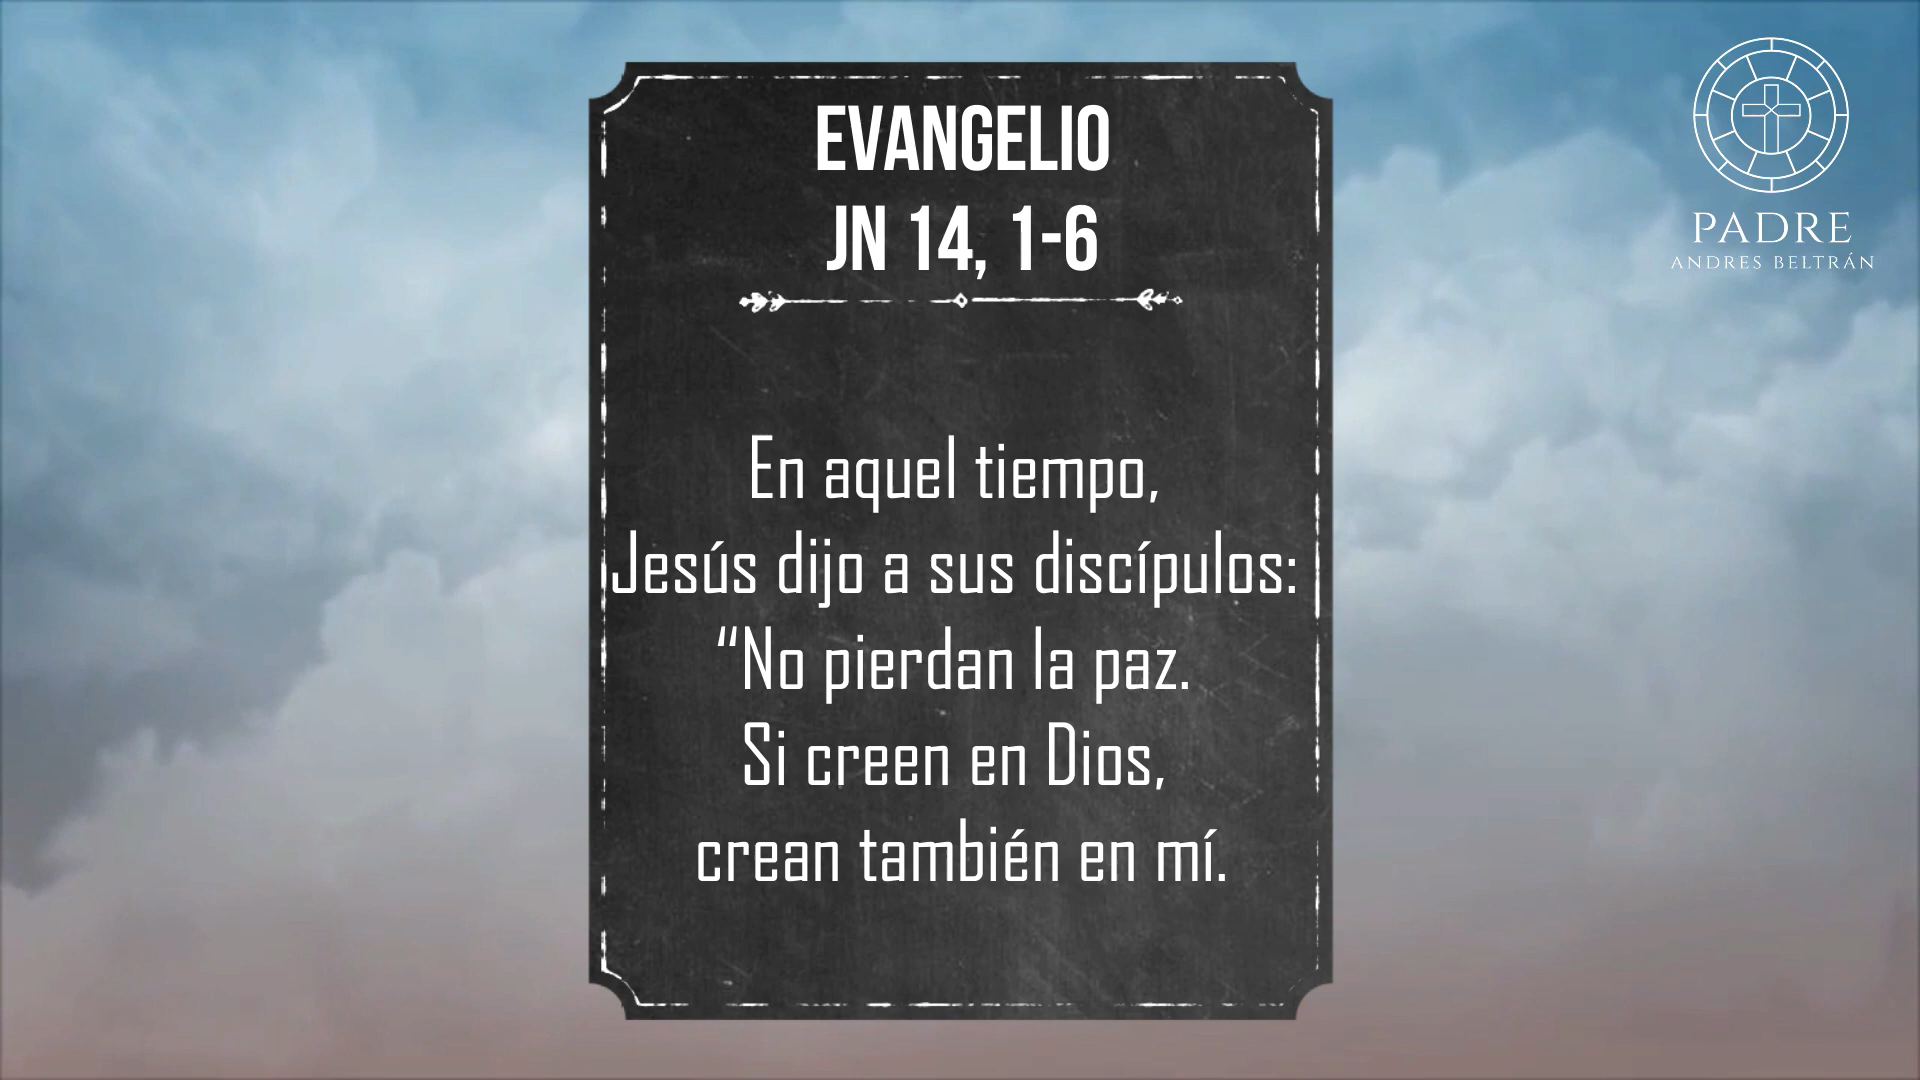 EVANGELIO
JN 14, 1-6
En aquel tiempo,
Jesús dijo a sus discípulos:
“No pierdan la paz.
Si creen en Dios,
crean también en mí.
PADRE
ANDRES BELTRÁN